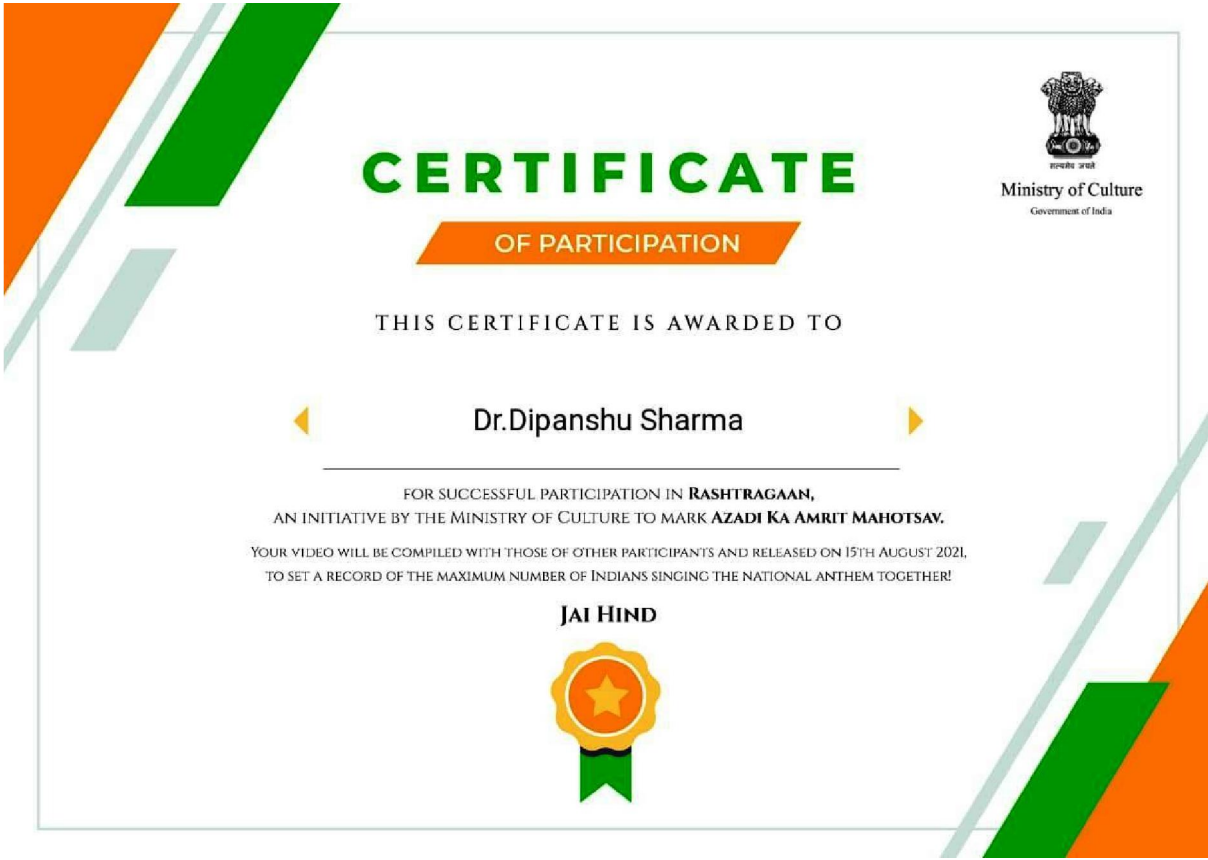 CERTIFICATE
OF PARTICIPATION
सत्यमेव जयते
Ministry of Culture
Government of India
THIS CERTIFICATE IS AWARDED TO
Dr.Dipanshu Sharma
FOR SUCCESSFUL PARTICIPATION IN RASHTRAGAAN,
AN INITIATIVE BY THE MINISTRY OF CULTURE TO MARK AZADI KA AMRIT MAHOTSAV.
YOUR VIDEO WILL BE COMPILED WITH THOSE OF OTHER PARTICIPANTS AND RELEASED ON 15TH AUGUST 2021,
TO SET A RECORD OF THE MAXIMUM NUMBER OF INDIANS SINGING THE NATIONAL ANTHEM TOGETHER!
JAI HIND